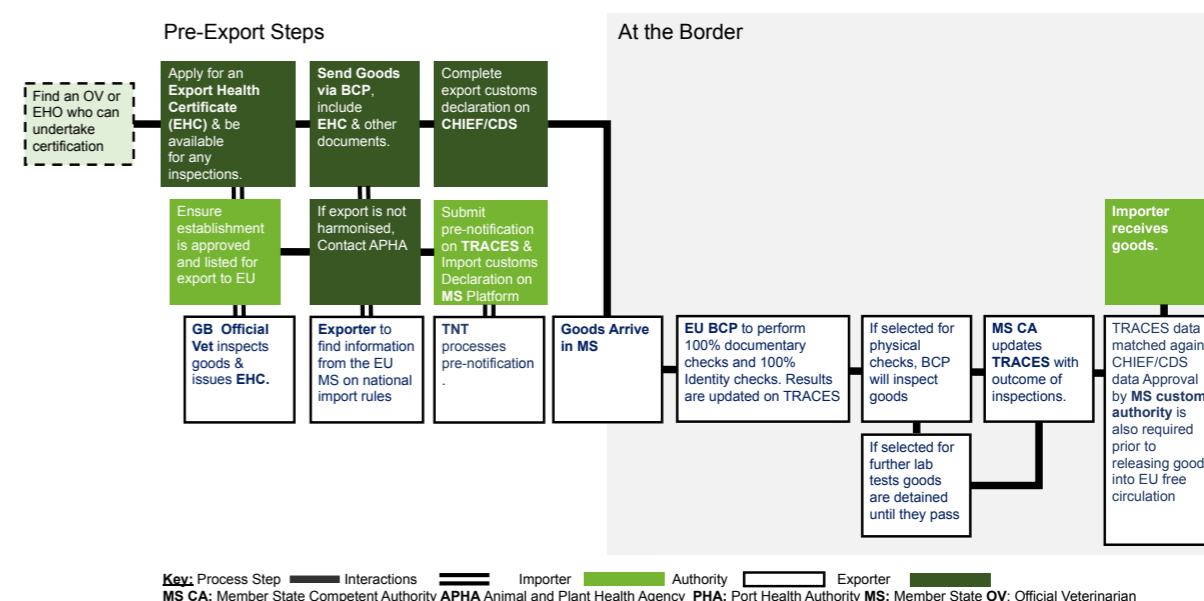 Pre-Export Steps
At the Border
Find an OV or
EHO who can
undertake
certification
Apply for an
Export Health
Certificate
(EHC) & be
available
for any
inspections.
Send Goods
via BCP,
include
EHC & other
documents.
Complete
export customs
declaration on
CHIEF/CDS
Ensure
establishment
is approved
and listed for
export to EU
If export is not
harmonised,
Contact APHA
Submit
pre-notification
on TRACES &
Import customs
Declaration on
MS Platform
Importer
receives
goods.
GB Official
Vet inspects
goods &
issues EHC.
Exporter to
find information
from the EU
MS on national
import rules
TNT
processes
pre-notification
.
Goods Arrive
in MS
EU BCP to perform
100% documentary
checks and 100%
Identity checks. Results
are updated on TRACES
If selected for
physical
checks, BCP
will inspect
goods
MS CA
updates
TRACES with
outcome of
inspections.
TRACES data
matched again
CHIEF/CDS
data Approval
by MS custom
authority is
also required
prior to
releasing good
into EU free
circulation
If selected for
further lab
tests goods
are detained
until they pass
Key: Process Step Interactions Importer Authority Exporter
MS CA: Member State Competent Authority APHA Animal and Plant Health Agency PHA: Port Health Authority MS: Member State OV: Official Veterinarian